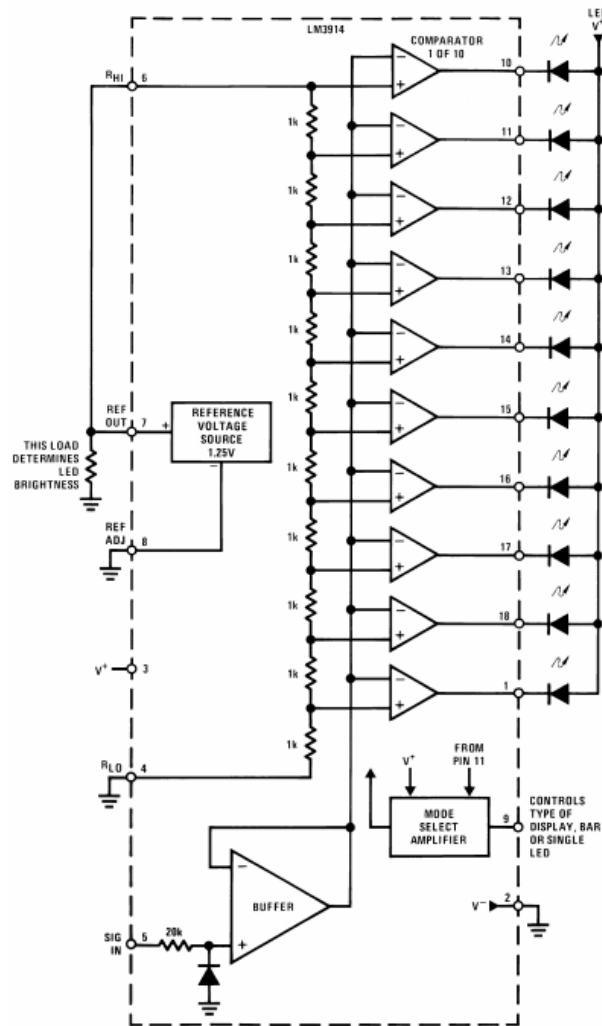 LM3914
LED
V+
COMPARATOR
1 OF 10
RHI
6
−
+
10
1k
−
+
11
1k
−
+
12
1k
−
+
13
1k
−
+
14
1k
−
+
15
REF
OUT
7
+
REFERENCE
VOLTAGE
SOURCE
1.25V
−
THIS LOAD
DETERMINES
LED
BRIGHTNESS
1k
−
+
16
REF
ADJ
8
1k
−
+
17
1k
−
+
18
V+
3
1k
−
+
1
1k
RLO
4
V+
FROM
PIN 11
MODE
SELECT
AMPLIFIER
9
CONTROLS
TYPE OF
DISPLAY, BAR
OR SINGLE
LED
−
BUFFER
+
V−
2
SIG
IN
5
20k